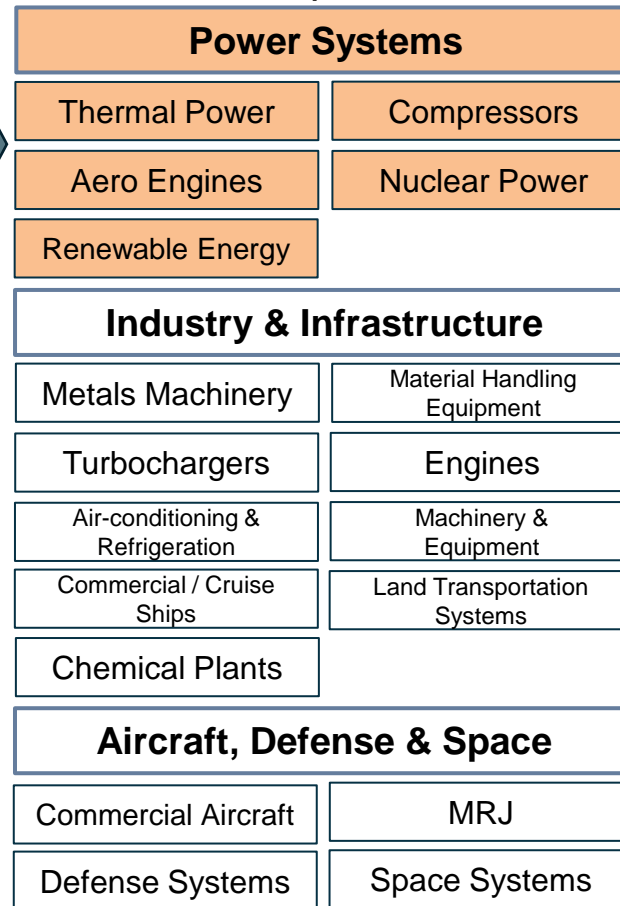 Power Systems
Thermal Power
Compressors
Aero Engines
Nuclear Power
Renewable Energy
Industry & Infrastructure
Metals Machinery
Material Handling
Equipment
Turbochargers
Engines
Air-conditioning &
Refrigeration
Machinery &
Equipment
Commercial / Cruise
Ships
Land Transportation
Systems
Chemical Plants
Aircraft, Defense & Space
Commercial Aircraft
MRJ
Defense Systems
Space Systems